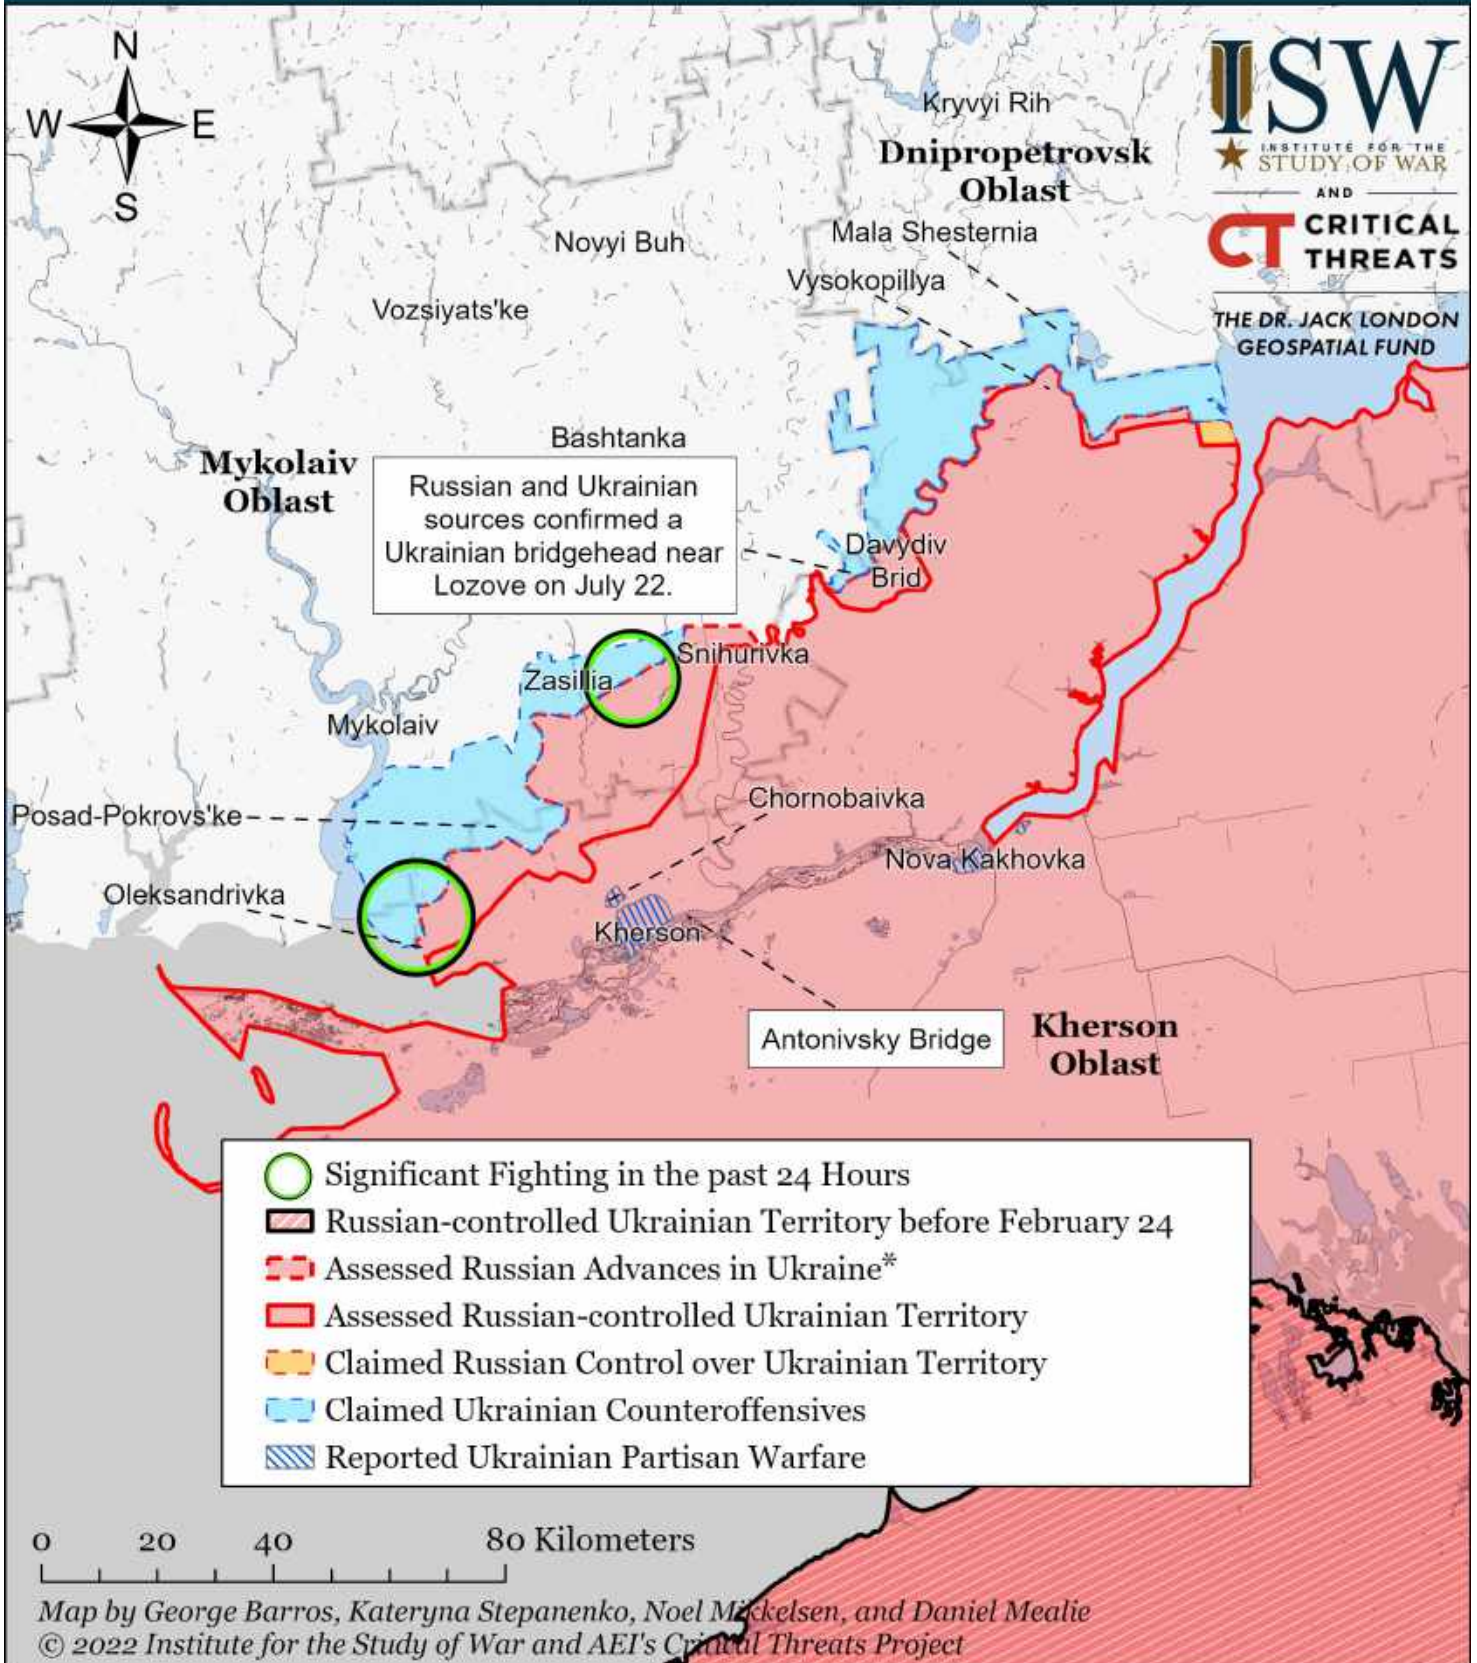 N
W
E
S
ISW
INSTITUTE FOR THE
STUDY OF WAR
AND
CT CRITICAL
THREATS
THE DR. JACK LONDON
GEOSPATIAL FUND
Kryvyi Rih
Dnipropetrovsk
Oblast
Mala Shesternia
Novyi Buh
Vysokopillya
Vozsiyats'ke
Bashtanka
Mykolaiv
Oblast
Russian and Ukrainian
sources confirmed a
Ukrainian bridgehead near
Lozove on July 22.
Davydiv
Brid
Snihurivka
Zasillia
Mykolaiv
Chornobaivka
Posad-Pokrovs'ke
Nova Kakhovka
Oleksandrivka
Kherson
Antonivsky Bridge
Kherson
Oblast
Significant Fighting in the past 24 Hours
Russian-controlled Ukrainian Territory before February 24
Assessed Russian Advances in Ukraine*
Assessed Russian-controlled Ukrainian Territory
Claimed Russian Control over Ukrainian Territory
Claimed Ukrainian Counteroffensives
Reported Ukrainian Partisan Warfare
0 20 40 80 Kilometers
Map by George Barros, Kateryna Stepanenko, Noel Mikkelsen, and Daniel Mealie
© 2022 Institute for the Study of War and AEI's Critical Threats Project